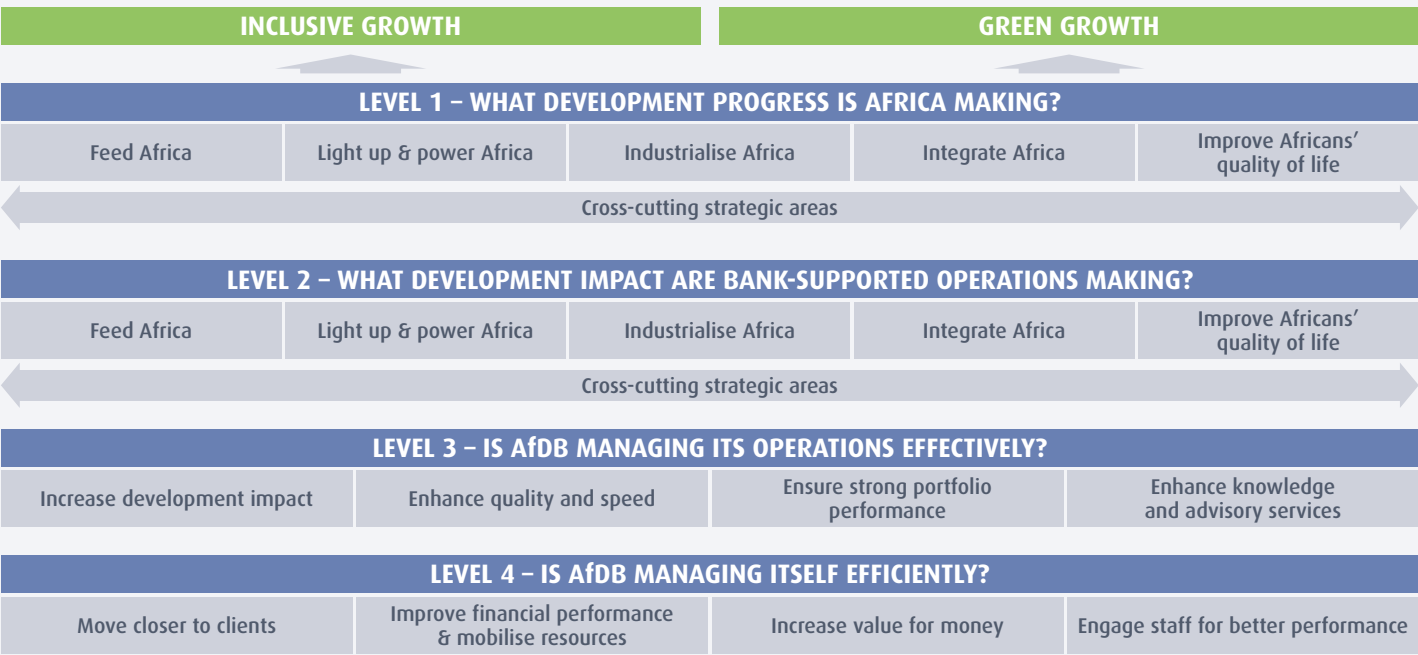 INCLUSIVE GROWTH
GREEN GROWTH
LEVEL 1 – WHAT DEVELOPMENT PROGRESS IS AFRICA MAKING?
Feed Africa
Light up & power Africa
Industrialise Africa
Integrate Africa
Improve Africans’
quality of life
Cross-cutting strategic areas
LEVEL 2 – WHAT DEVELOPMENT IMPACT ARE BANK-SUPPORTED OPERATIONS MAKING?
Feed Africa
Light up & power Africa
Industrialise Africa
Integrate Africa
Improve Africans’
quality of life
Cross-cutting strategic areas
LEVEL 3 – IS AfDB MANAGING ITS OPERATIONS EFFECTIVELY?
Increase development impact
Enhance quality and speed
Ensure strong portfolio
performance
Enhance knowledge
and advisory services
LEVEL 4 – IS AfDB MANAGING ITSELF EFFICIENTLY?
Move closer to clients
Improve financial performance
& mobilise resources
Increase value for money
Engage staff for better performance